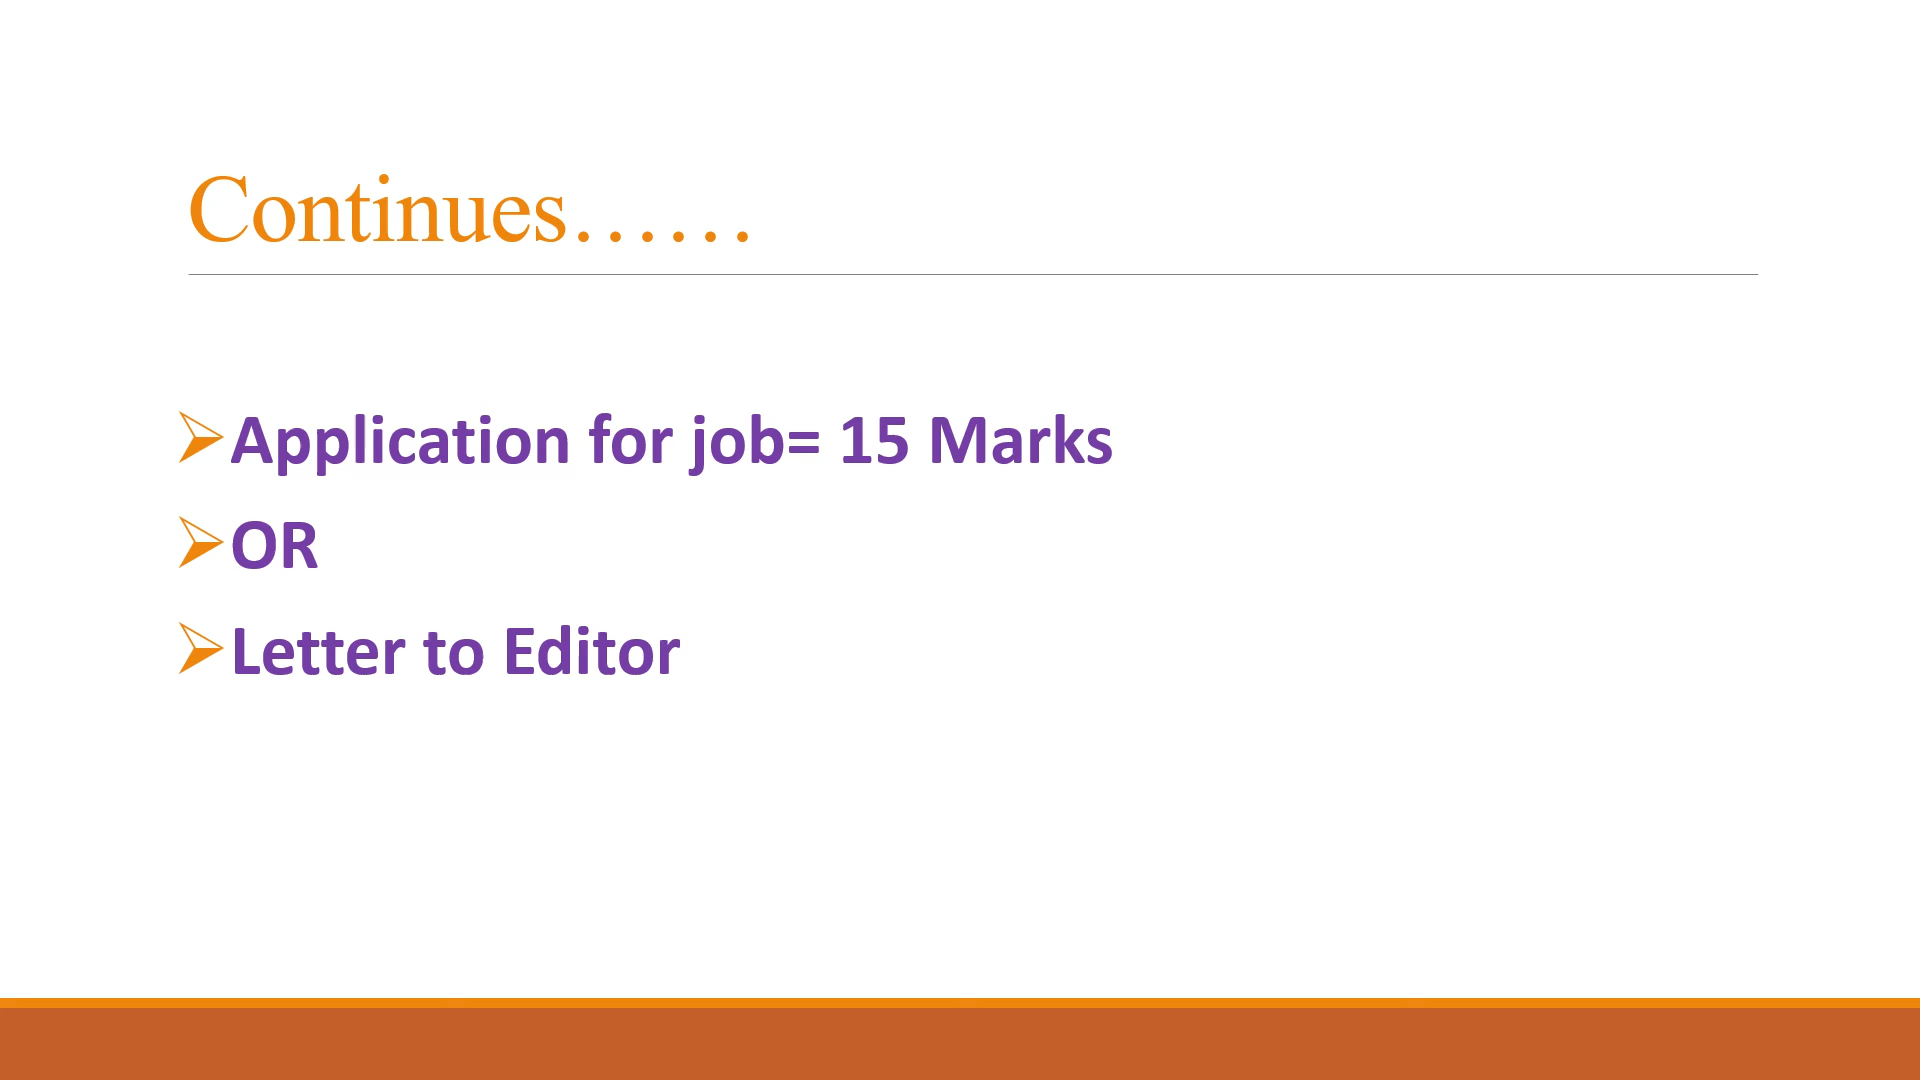 Continues……
Application for job= 15 Marks
OR
Letter to Editor